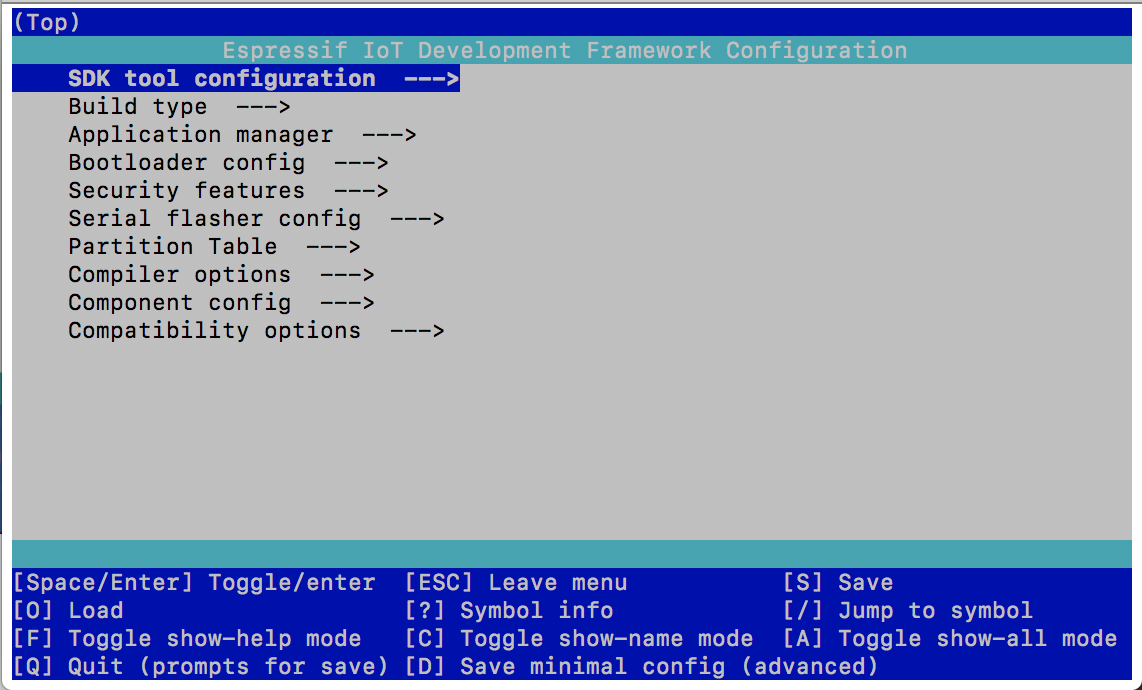 (Top)
Espressif IoT Development Framework Configuration
SDK tool configuration  --->
Build type  --->
Application manager  --->
Bootloader config  --->
Security features  --->
Serial flasher config  --->
Partition Table  --->
Compiler options  --->
Component config  --->
Compatibility options  --->
[Space/Enter] Toggle/enter  [ESC] Leave menu  [S] Save
[O] Load  [?] Symbol info  [/] Jump to symbol
[F] Toggle show-help mode  [C] Toggle show-name mode  [A] Toggle show-all mode
[Q] Quit (prompts for save)  [D] Save minimal config (advanced)